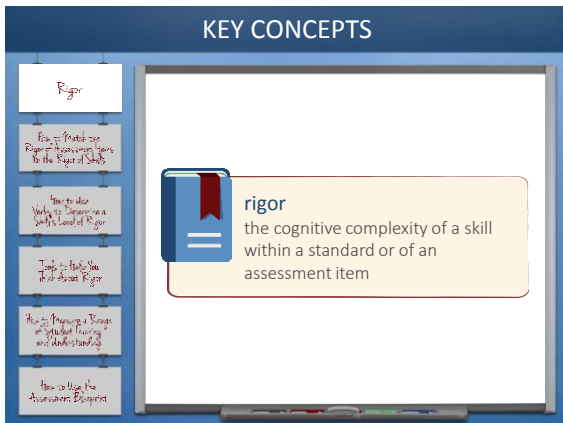 KEY CONCEPTS
Rigor
How to Match the
Rigor of Assessment Items
to the Rigor of Skills
How to Use
Verbs to Determine a
Skill's Level of Rigor
Tools to Help You
Think About Rigor
How to Measure a Range
of Student Thinking
and Understanding
How to Use the
Assessment Blueprint
rigor
the cognitive complexity of a skill
within a standard or of an
assessment item